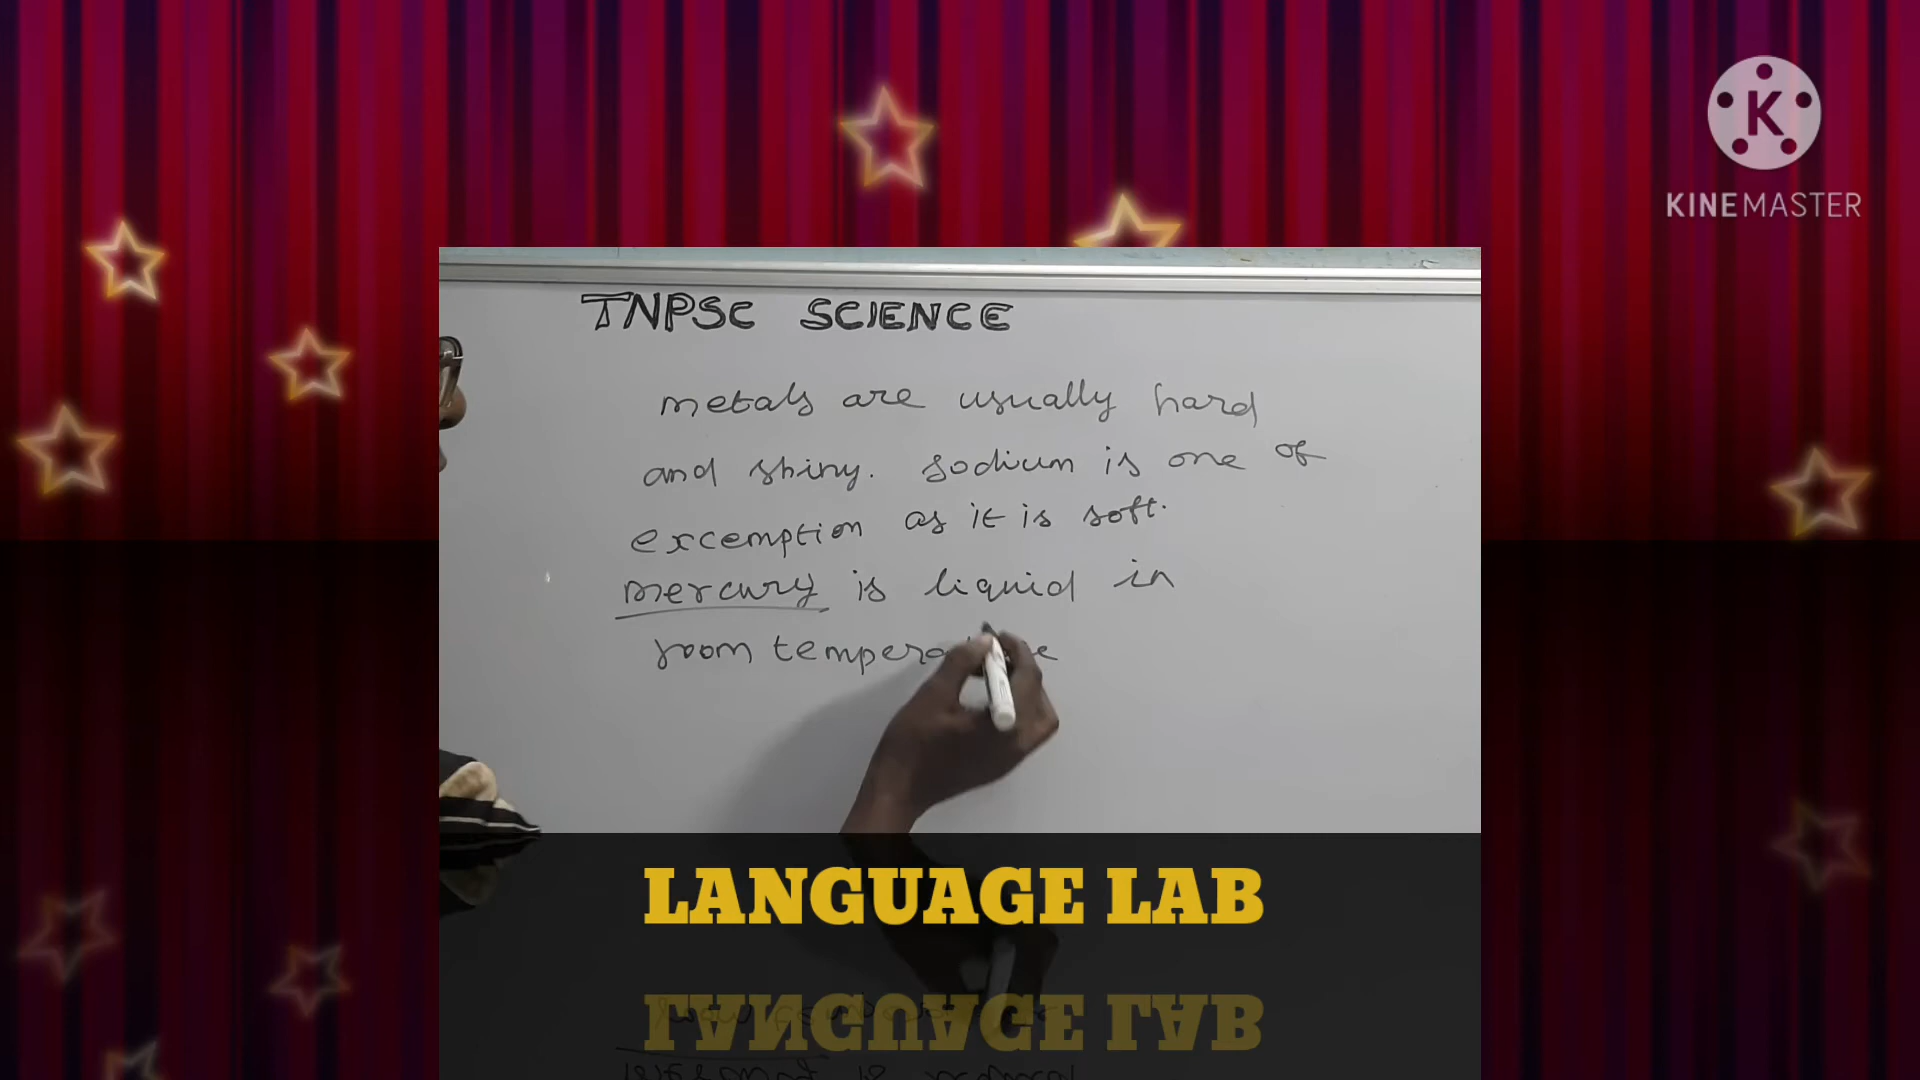 KINEMASTER
TNPSC SCIENCE
metals are usually hard
and shiny. sodium is one of
excemption as it is soft.
mercury is liquid in
room temperature
LANGUAGE LAB